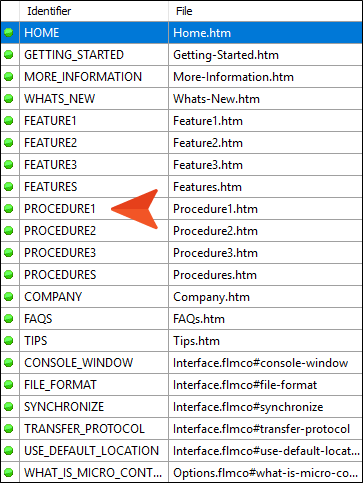 Identifier File
HOME Home.htm
GETTING_STARTED Getting-Started.htm
MORE_INFORMATION More-Information.htm
WHATS_NEW Whats-New.htm
FEATURE1 Feature1.htm
FEATURE2 Feature2.htm
FEATURE3 Feature3.htm
FEATURES Features.htm
PROCEDURE1 Procedure1.htm
PROCEDURE2 Procedure2.htm
PROCEDURE3 Procedure3.htm
PROCEDURES Procedures.htm
COMPANY Company.htm
FAQS FAQs.htm
TIPS Tips.htm
CONSOLE_WINDOW Interface.flmco#console-window
FILE_FORMAT Interface.flmco#file-format
SYNCHRONIZE Interface.flmco#synchronize
TRANSFER_PROTOCOL Interface.flmco#transfer-protocol
USE_DEFAULT_LOCATION Interface.flmco#use-default-locat...
WHAT_IS_MICRO_CONT... Options.flmco#what-is-micro-co...